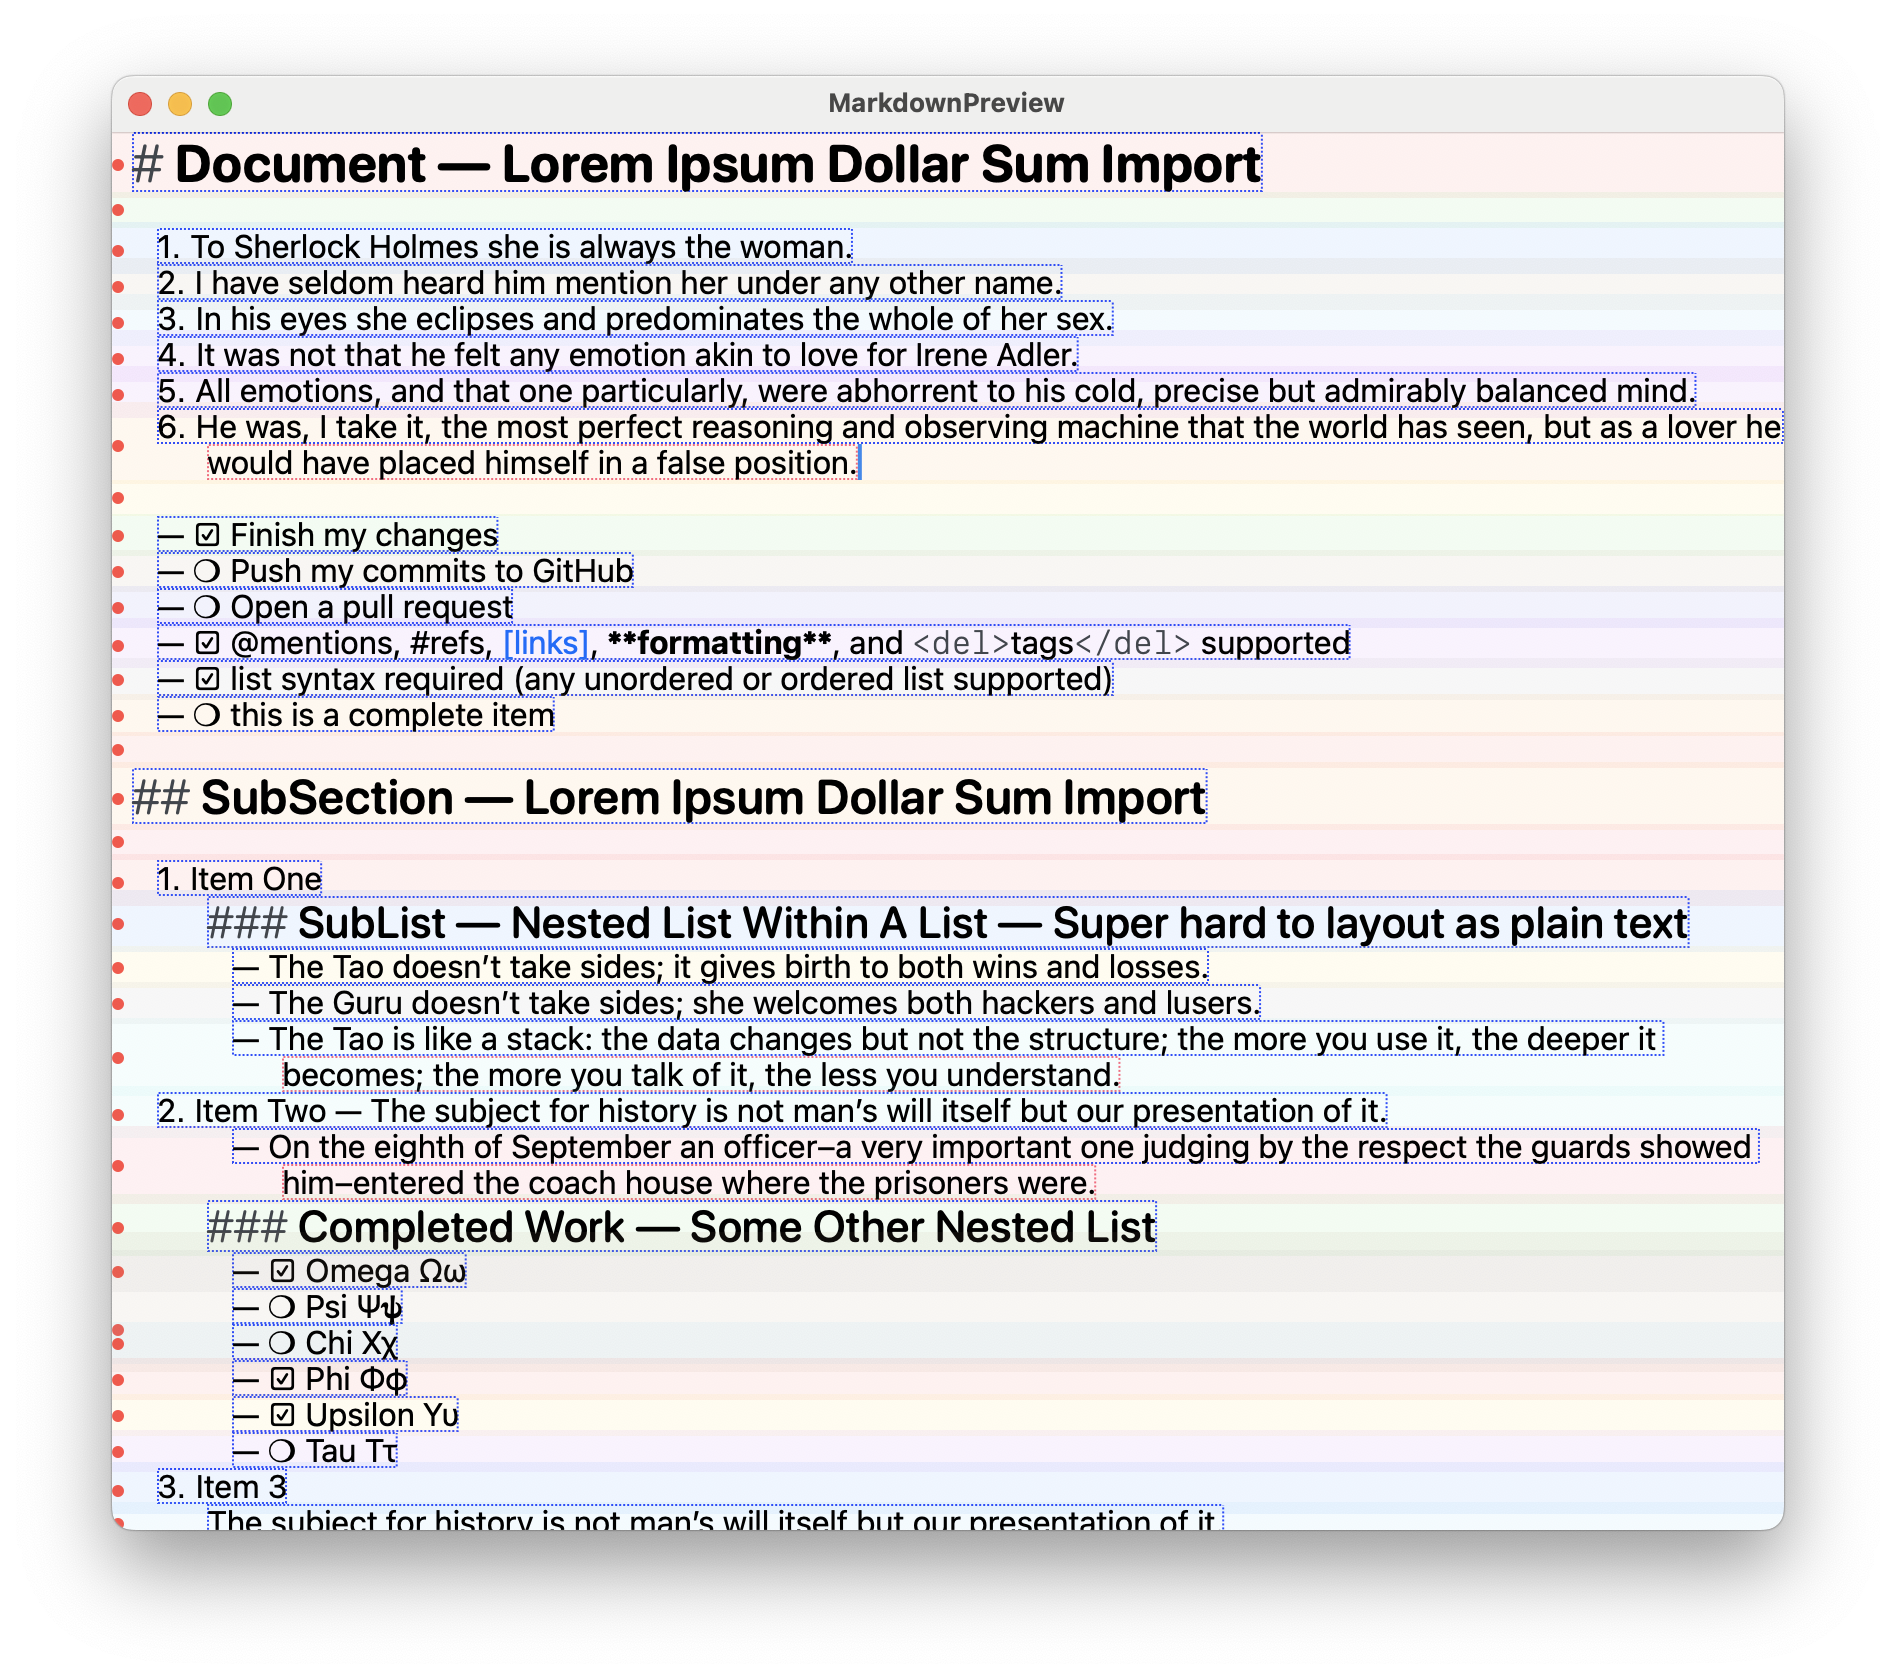 MarkdownPreview
# Document — Lorem Ipsum Dollar Sum Import
1. To Sherlock Holmes she is always the woman.
2. I have seldom heard him mention her under any other name.
3. In his eyes she eclipses and predominates the whole of her sex.
4. It was not that he felt any emotion akin to love for Irene Adler.
5. All emotions, and that one particularly, were abhorrent to his cold, precise but admirably balanced mind.
6. He was, I take it, the most perfect reasoning and observing machine that the world has seen, but as a lover he
would have placed himself in a false position.
— ☑ Finish my changes
— ❍ Push my commits to GitHub
— ❍ Open a pull request
— ☑ @mentions, #refs, [links], **formatting**, and <del>tags</del> supported
— ☑ list syntax required (any unordered or ordered list supported)
— ❍ this is a complete item
## SubSection — Lorem Ipsum Dollar Sum Import
1. Item One
### SubList — Nested List Within A List — Super hard to layout as plain text
— The Tao doesn’t take sides; it gives birth to both wins and losses.
— The Guru doesn’t take sides; she welcomes both hackers and lusers.
— The Tao is like a stack: the data changes but not the structure; the more you use it, the deeper it
becomes; the more you talk of it, the less you understand.
2. Item Two — The subject for history is not man’s will itself but our presentation of it.
— On the eighth of September an officer–a very important one judging by the respect the guards showed
him–entered the coach house where the prisoners were.
### Completed Work — Some Other Nested List
— ☑ Omega Ωω
— ❍ Psi Ψψ
— ❍ Chi Χχ
— ☑ Phi Φφ
— ☑ Upsilon Υυ
— ❍ Tau Ττ
3. Item 3
The subject for history is not man’s will itself but our presentation of it.